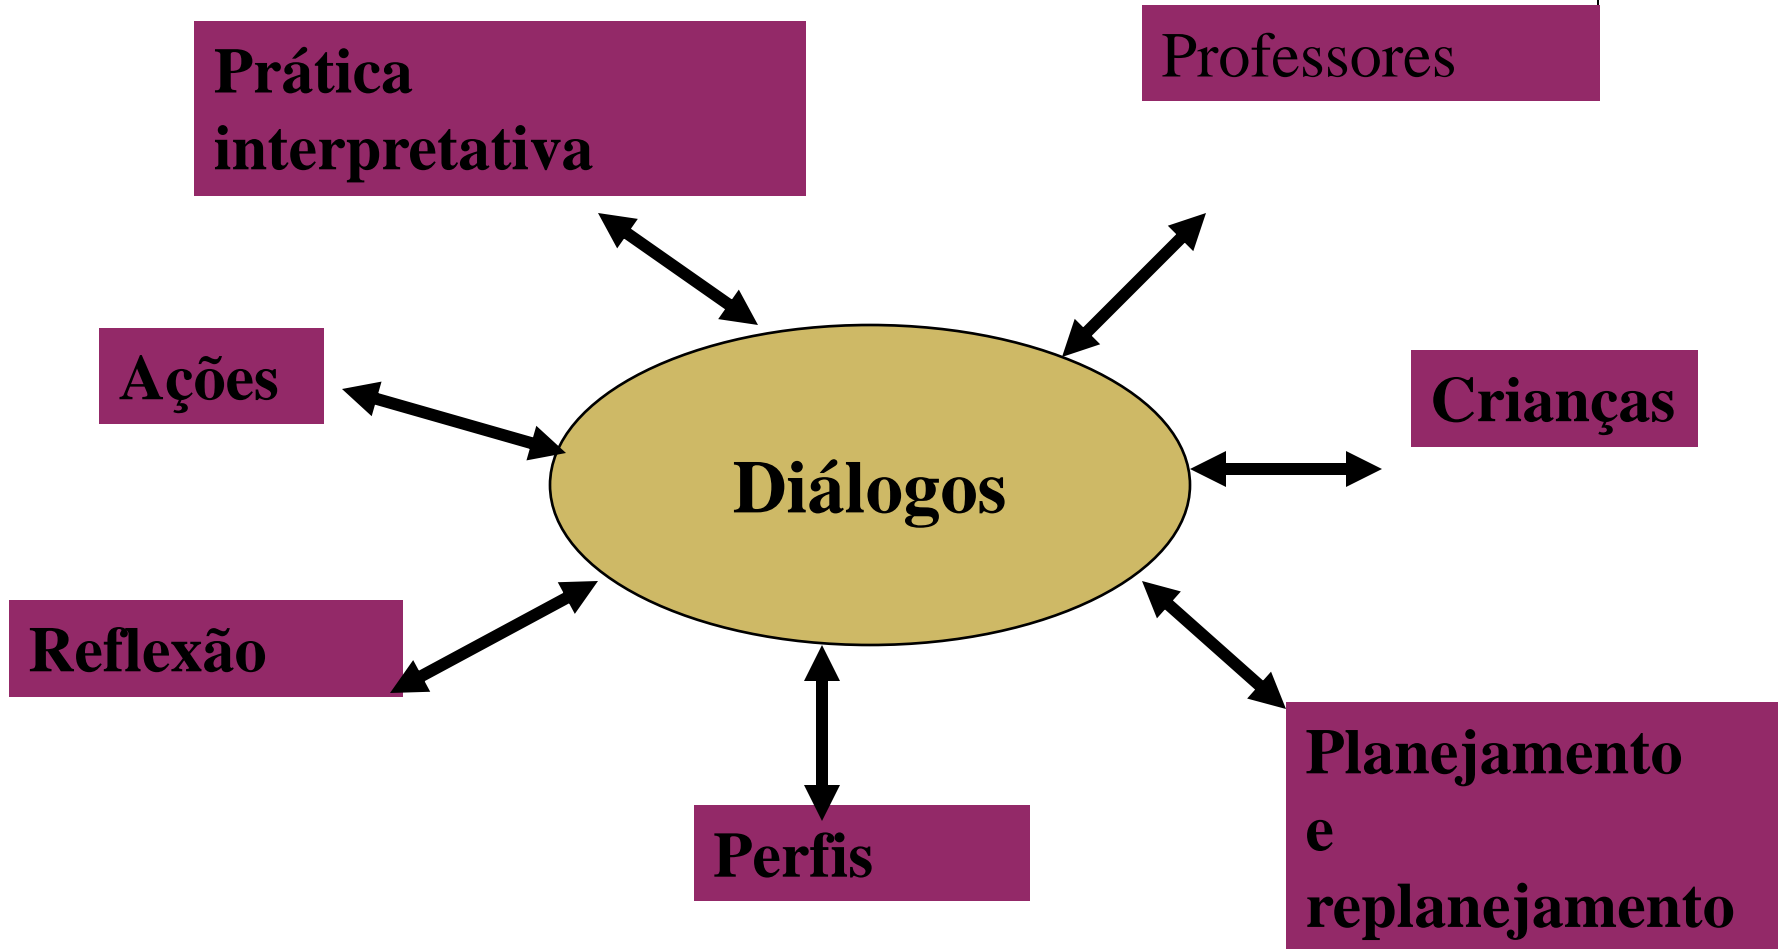 Prática
interpretativa
Professores
Ações
Crianças
Diálogos
Reflexão
Perfis
Planejamento
e
replanejamento